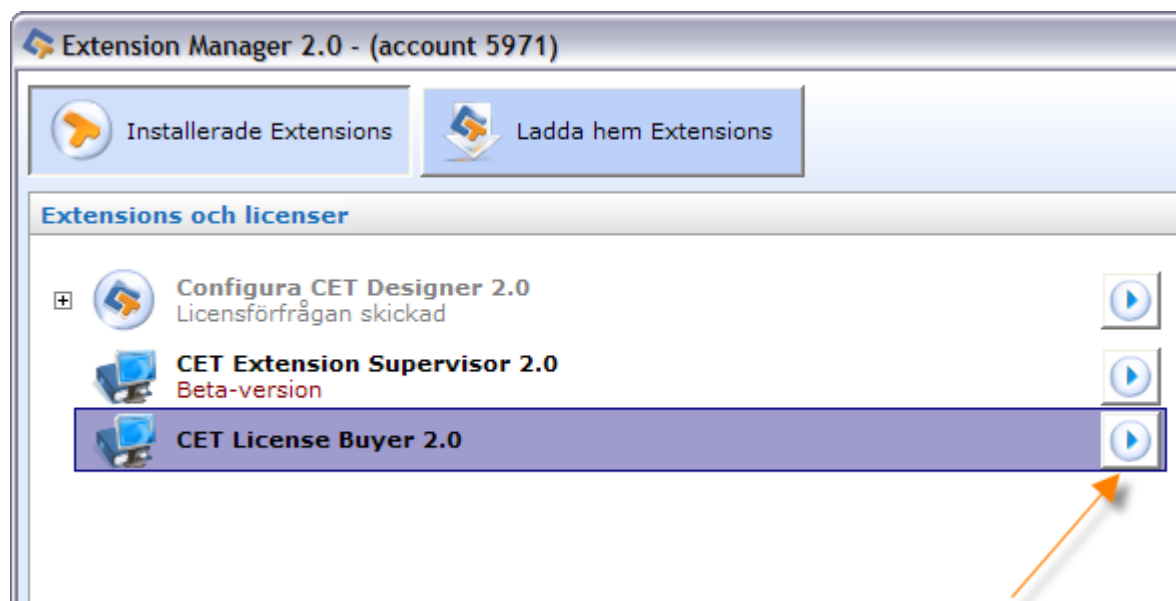 Extension Manager 2.0 - (account 5971)
Installerade Extensions
Ladda hem Extensions
Extensions och licenser
Configura CET Designer 2.0
Licensförfrågan skickad
CET Extension Supervisor 2.0
Beta-version
CET License Buyer 2.0